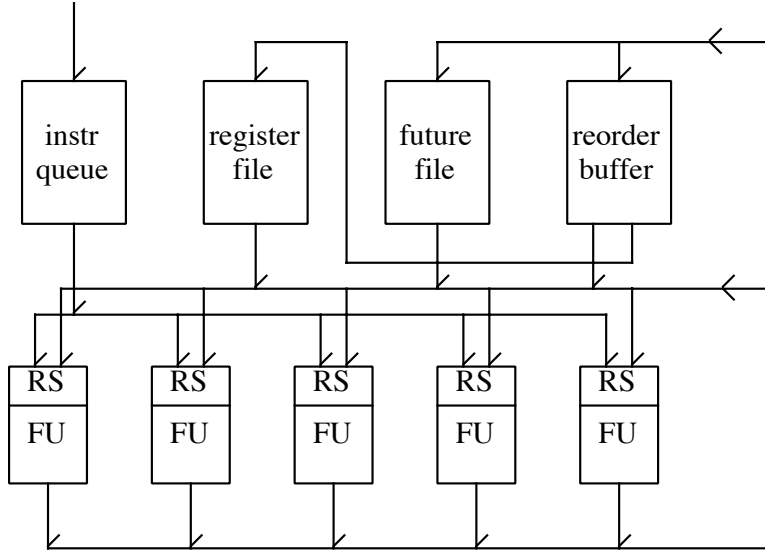 instr
queue
register
file
future
file
reorder
buffer
RS
FU
RS
FU
RS
FU
RS
FU
RS
FU